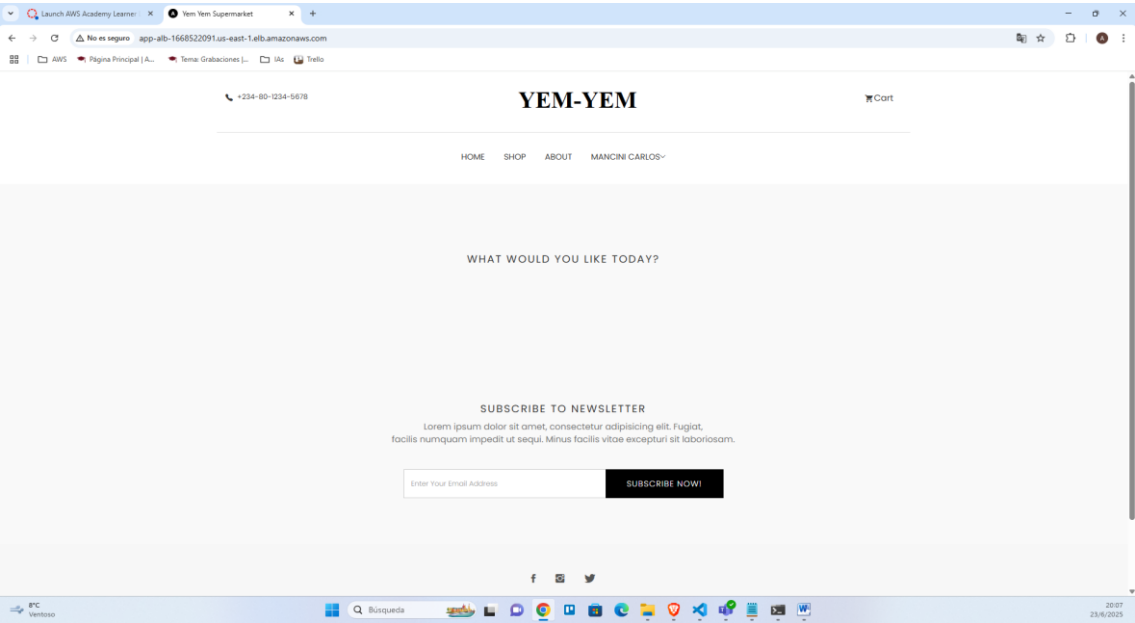 Launch AWS Academy Learner
Yem Yem Supermarket
No es seguro app-alb-1668522091.us-east-1.elb.amazonaws.com
AWS Página Principal | A... Tema: Grabaciones |... IAs Trello
+234-80-1234-5678
YEM-YEM
Cart
HOME SHOP ABOUT MANCINI CARLOS
WHAT WOULD YOU LIKE TODAY?
SUBSCRIBE TO NEWSLETTER
Lorem ipsum dolor sit amet, consectetur adipisicing elit. Fugiat,
facilis numquam impedit ut sequi. Minus facilis vitae excepturi sit laboriosam.
Enter Your Email Address SUBSCRIBE NOW!
8°C
Ventoso
Búsqueda
20:07
23/6/2025